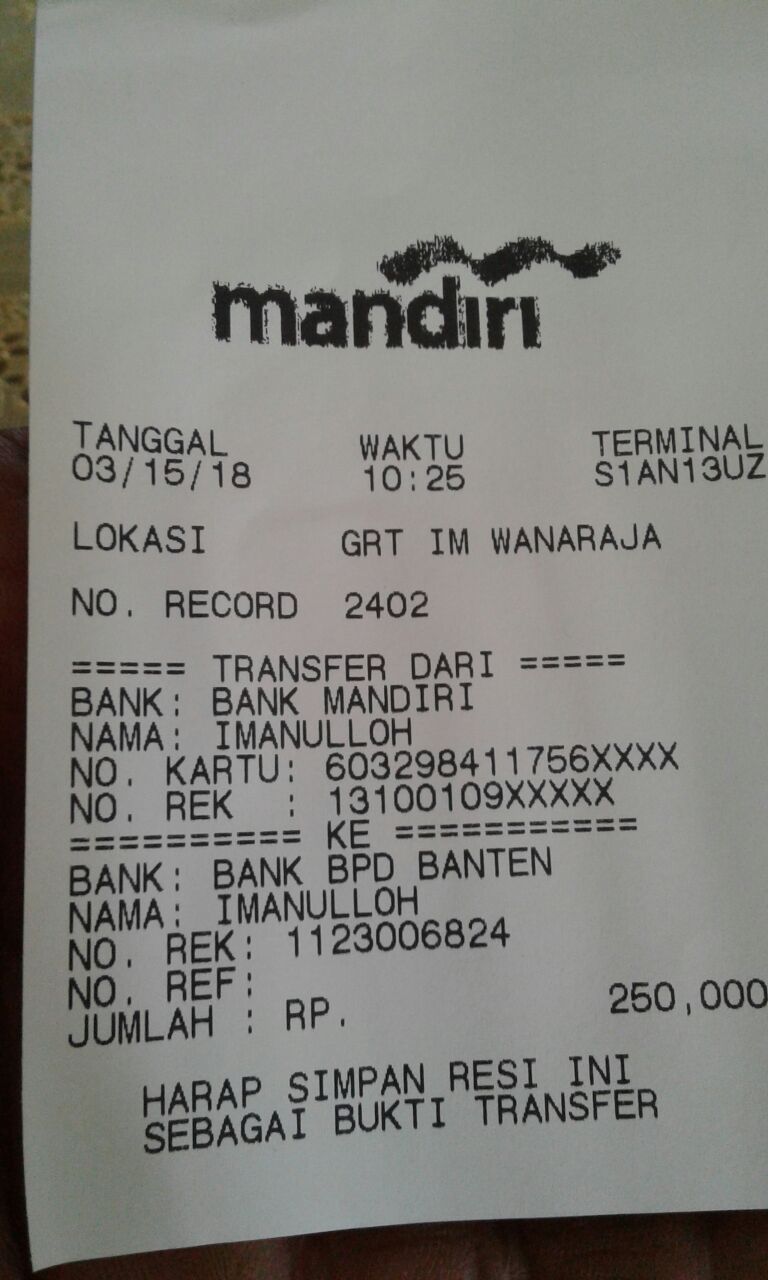 mandiri
TANGGAL WAKTU TERMINAL
03/15/18 10:25 S1AN13UZ
LOKASI GRT IM WANARAJA
NO. RECORD 2402
===== TRANSFER DARI =====
BANK: BANK MANDIRI
NAMA: IMANULLOH
NO. KARTU: 603298411756XXXX
NO. REK : 13100109XXXXX
========== KE ===========
BANK: BANK BPD BANTEN
NAMA: IMANULLOH
NO. REK: 1123006824
NO. REF:
JUMLAH : RP. 250,000
HARAP SIMPAN RESI INI
SEBAGAI BUKTI TRANSFER